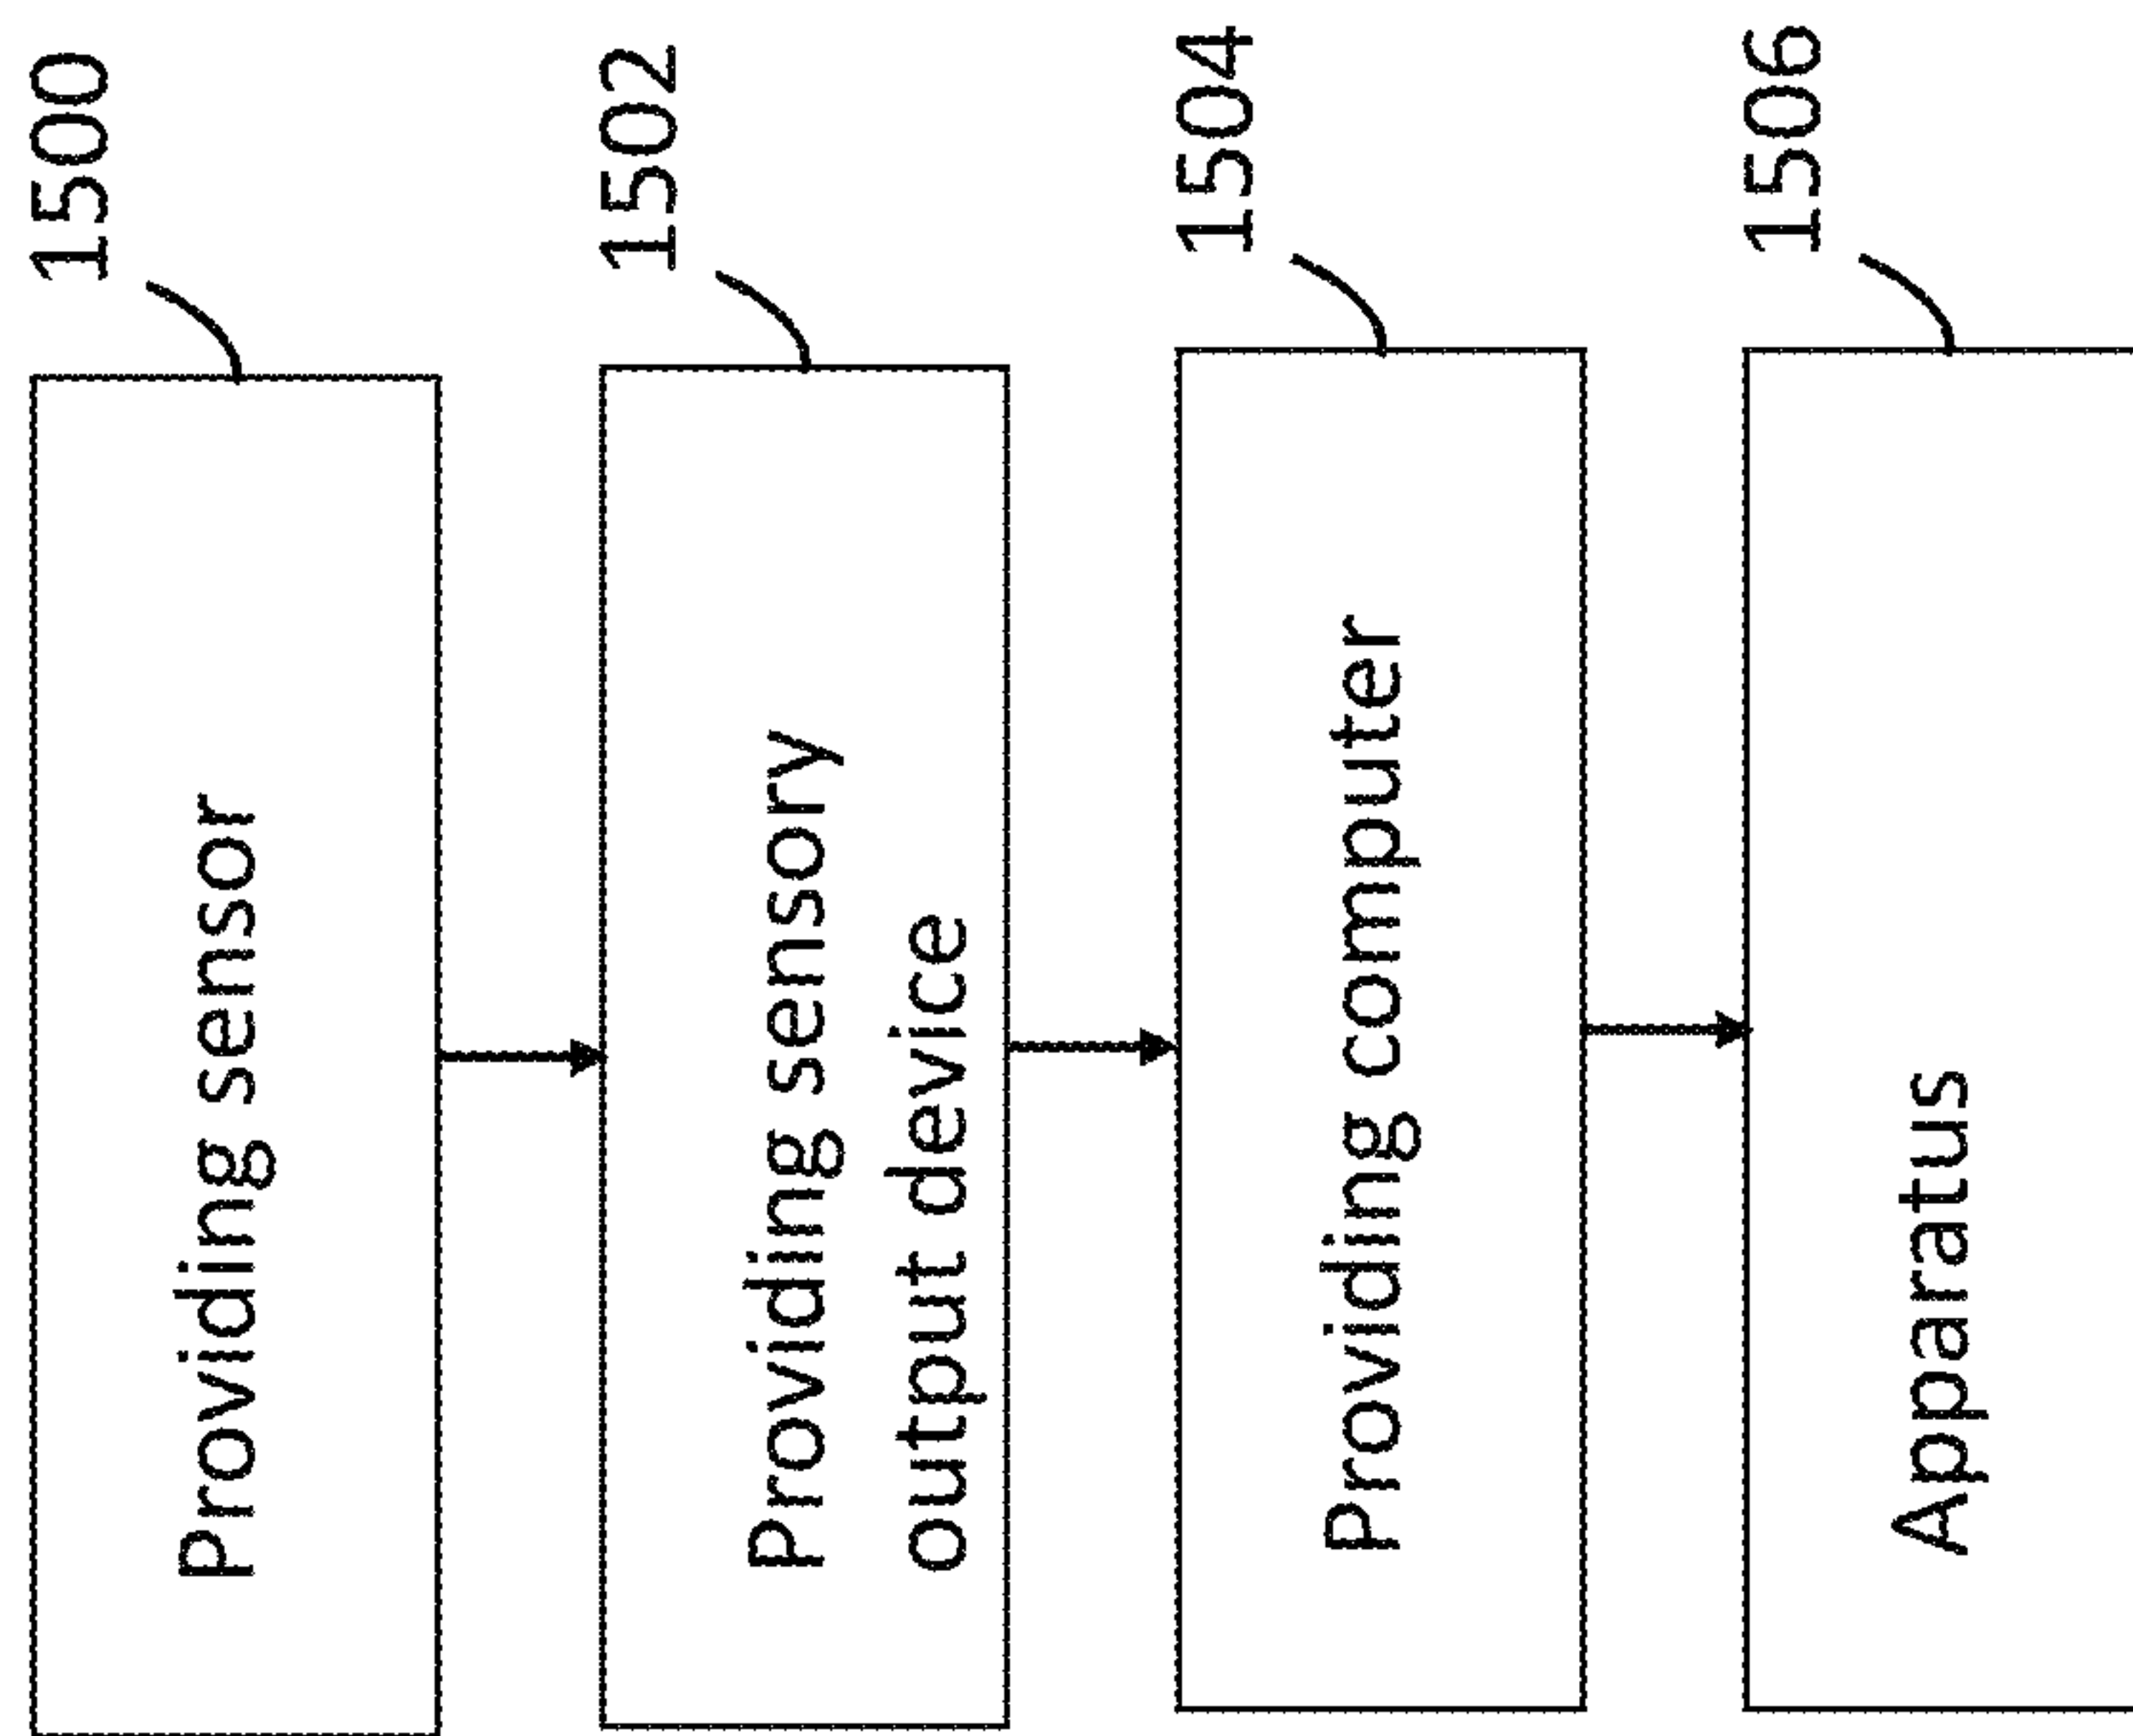 1500
Providing sensor
1502
Providing sensory
output device
1504
Providing computer
1506
Apparatus